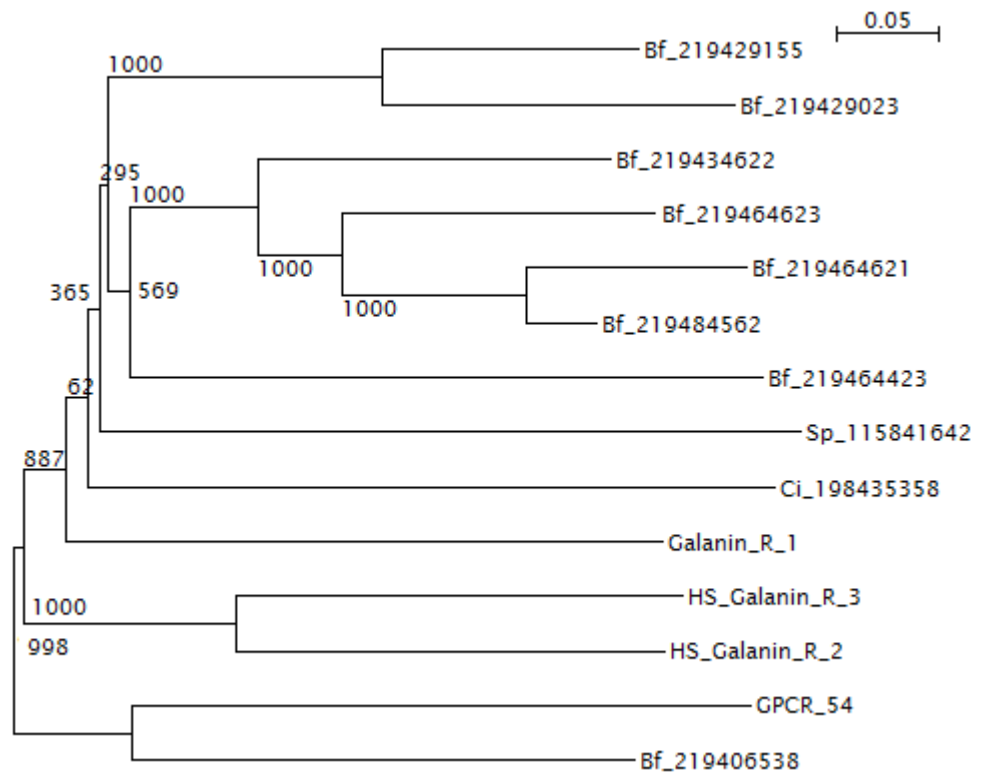 0.05
Bf_219429155
1000
Bf_219429023
Bf_219434622
295
1000
Bf_219464623
1000
Bf_219464621
365
569
1000
Bf_219484562
Bf_219464423
62
Sp_115841642
887
Ci_198435358
Galanin_R_1
HS_Galanin_R_3
1000
998
HS_Galanin_R_2
GPCR_54
Bf_219406538